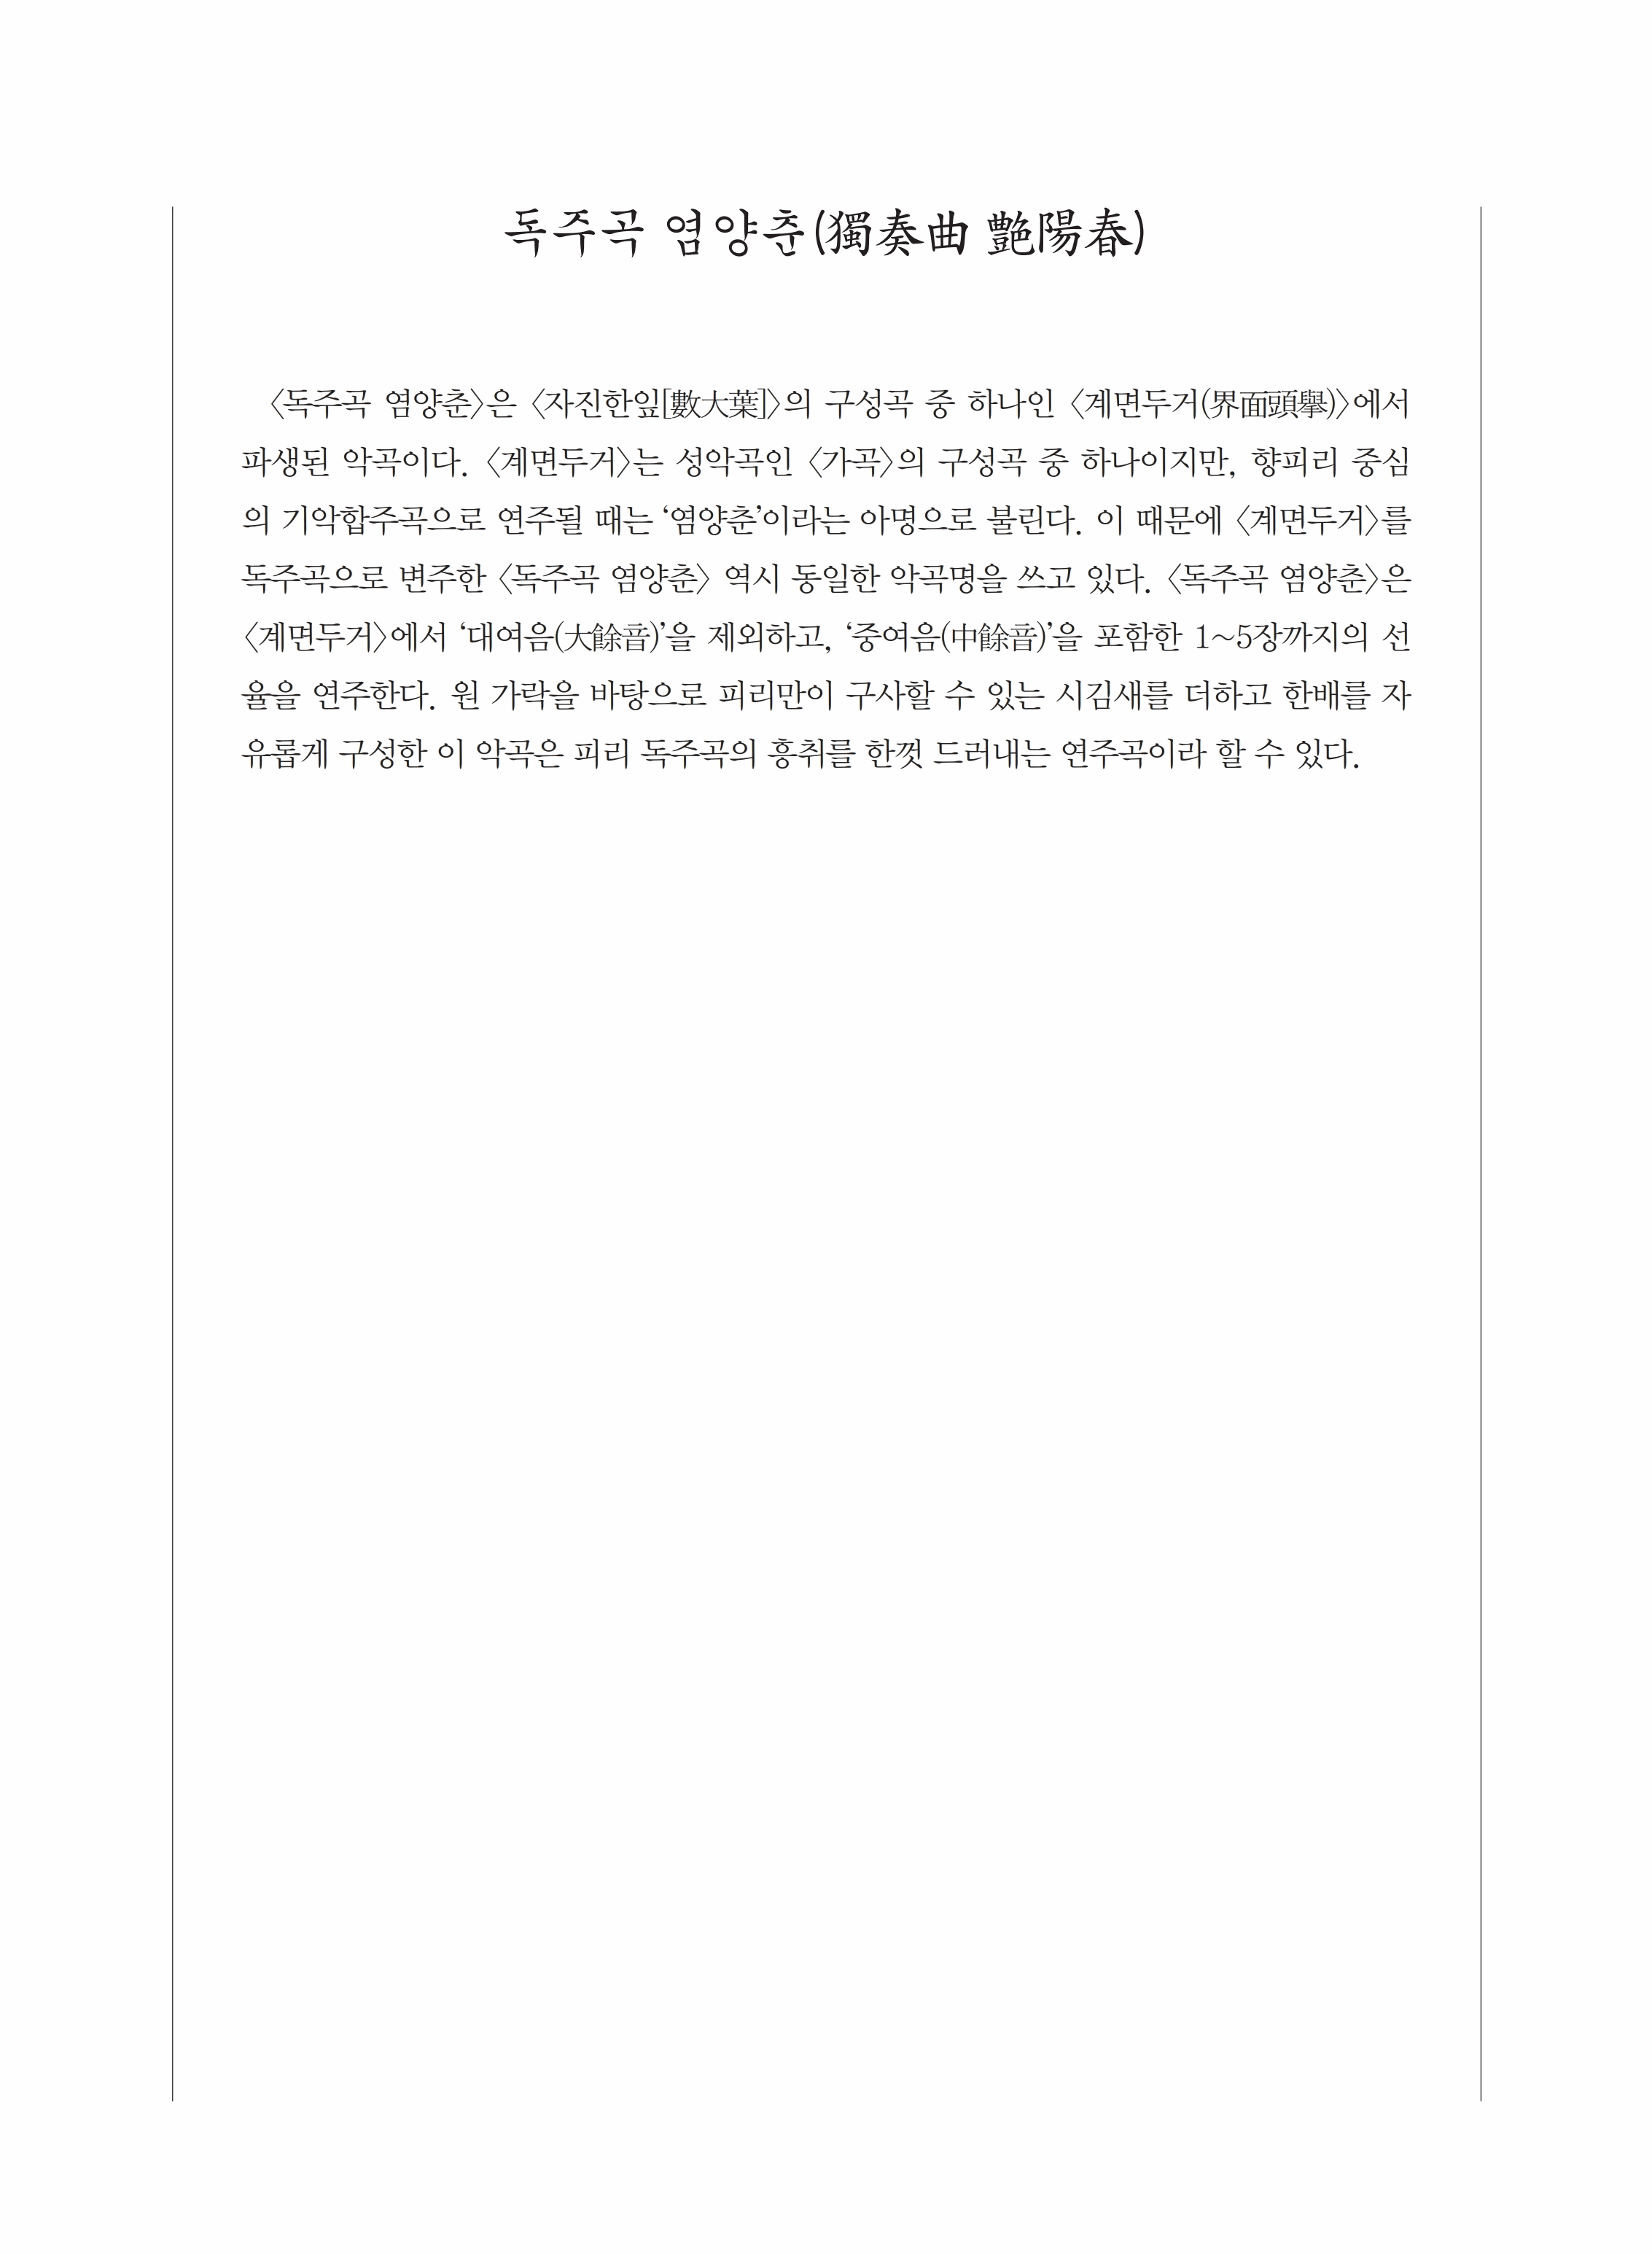 독주곡 염양춘(獨奏曲 艶陽春)
〈독주곡 염양춘〉은 〈자진한잎[數大葉]〉의 구성곡 중 하나인 〈계면두거(界面頭擧)〉에서
파생된 악곡이다. 〈계면두거〉는 성악곡인 〈가곡〉의 구성곡 중 하나이지만, 향피리 중심
의 기악합주곡으로 연주될 때는 ‘염양춘’이라는 아명으로 불린다. 이 때문에 〈계면두거〉를
독주곡으로 변주한 〈독주곡 염양춘〉 역시 동일한 악곡명을 쓰고 있다. 〈독주곡 염양춘〉은
〈계면두거〉에서 ‘대여음(大餘音)’을 제외하고, ‘중여음(中餘音)’을 포함한 1~5장까지의 선
율을 연주한다. 원 가락을 바탕으로 피리만이 구사할 수 있는 시김새를 더하고 한배를 자
유롭게 구성한 이 악곡은 피리 독주곡의 흥취를 한껏 드러내는 연주곡이라 할 수 있다.